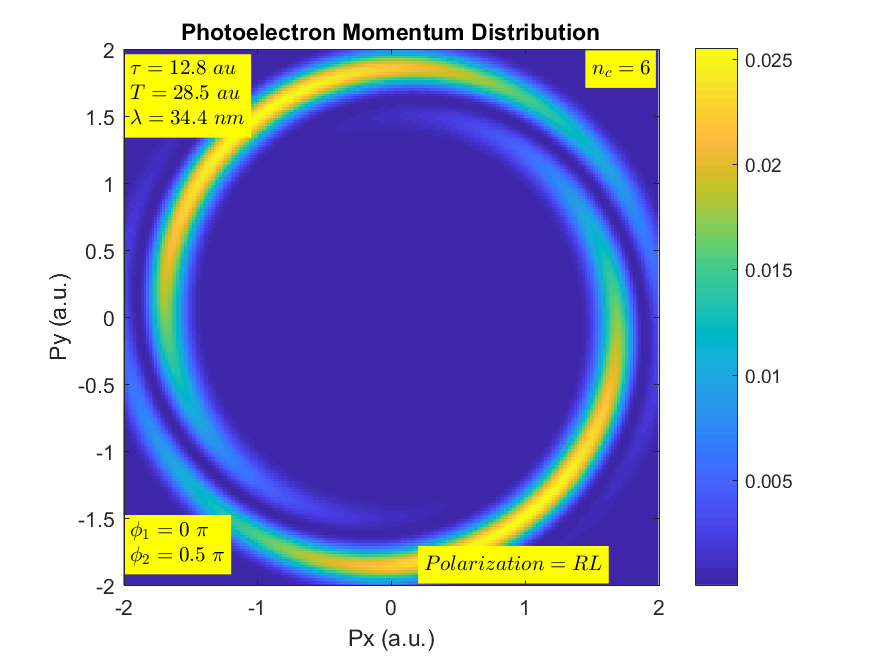 Photoelectron Momentum Distribution
τ = 12.8 au
T = 28.5 au
λ = 34.4 nm
n_c = 6
ϕ_1 = 0 π
ϕ_2 = 0.5 π
Polarization = RL
2
1.5
1
0.5
0
-0.5
-1
-1.5
-2
Py (a.u.)
-2
-1
0
1
2
Px (a.u.)
0.025
0.02
0.015
0.01
0.005